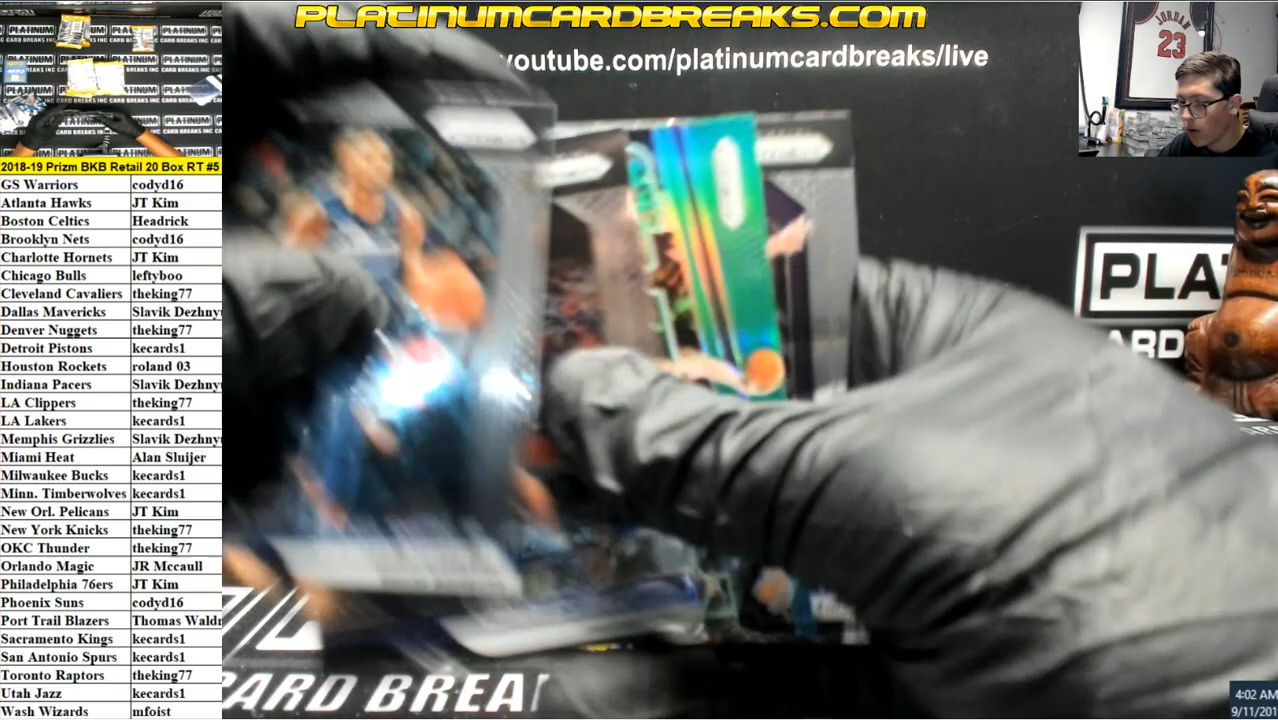 PLATINUMCARDBREAKS.COM
youtube.com/platinumcardbreaks/live
JORDAN
23
2018-19 Prizm BKB Retail 20 Box RT #5
GS Warriors codyd16
Atlanta Hawks JT Kim
Boston Celtics Headrick
Brooklyn Nets codyd16
Charlotte Hornets JT Kim
Chicago Bulls leftyboo
Cleveland Cavaliers theking77
Dallas Mavericks Slavik Dezhny
Denver Nuggets theking77
Detroit Pistons kecards1
Houston Rockets roland 03
Indiana Pacers Slavik Dezhny
LA Clippers theking77
LA Lakers kecards1
Memphis Grizzlies Slavik Dezhny
Miami Heat Alan Sluijer
Milwaukee Bucks kecards1
Minn. Timberwolves kecards1
New Orl. Pelicans JT Kim
New York Knicks theking77
OKC Thunder theking77
Orlando Magic JR Mccaull
Philadelphia 76ers JT Kim
Phoenix Suns codyd16
Port Trail Blazers Thomas Waldr
Sacramento Kings kecards1
San Antonio Spurs kecards1
Toronto Raptors theking77
Utah Jazz kecards1
Wash Wizards mfoist
PLA
ARD
CARD BREA
4:02 AM
9/11/201